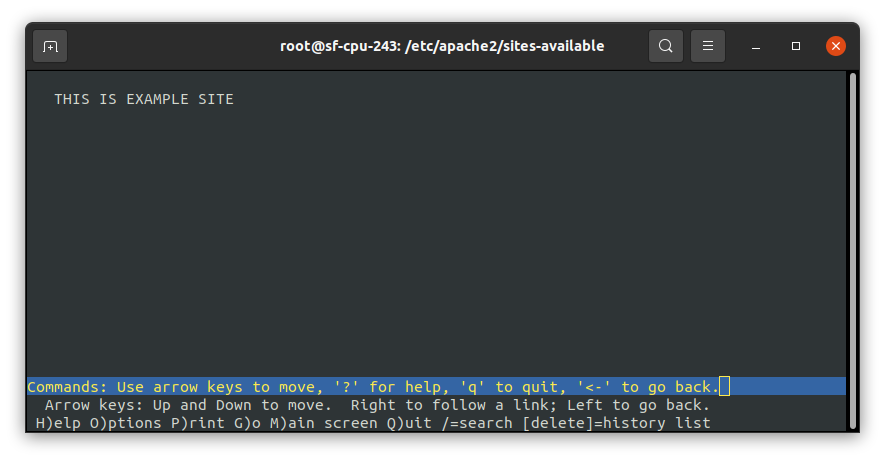 root@sf-cpu-243: /etc/apache2/sites-available
THIS IS EXAMPLE SITE
Commands: Use arrow keys to move, '?' for help, 'q' to quit, '<-' to go back.
Arrow keys: Up and Down to move.  Right to follow a link; Left to go back.
H)elp O)ptions P)rint G)o M)ain screen Q)uit /=search [delete]=history list